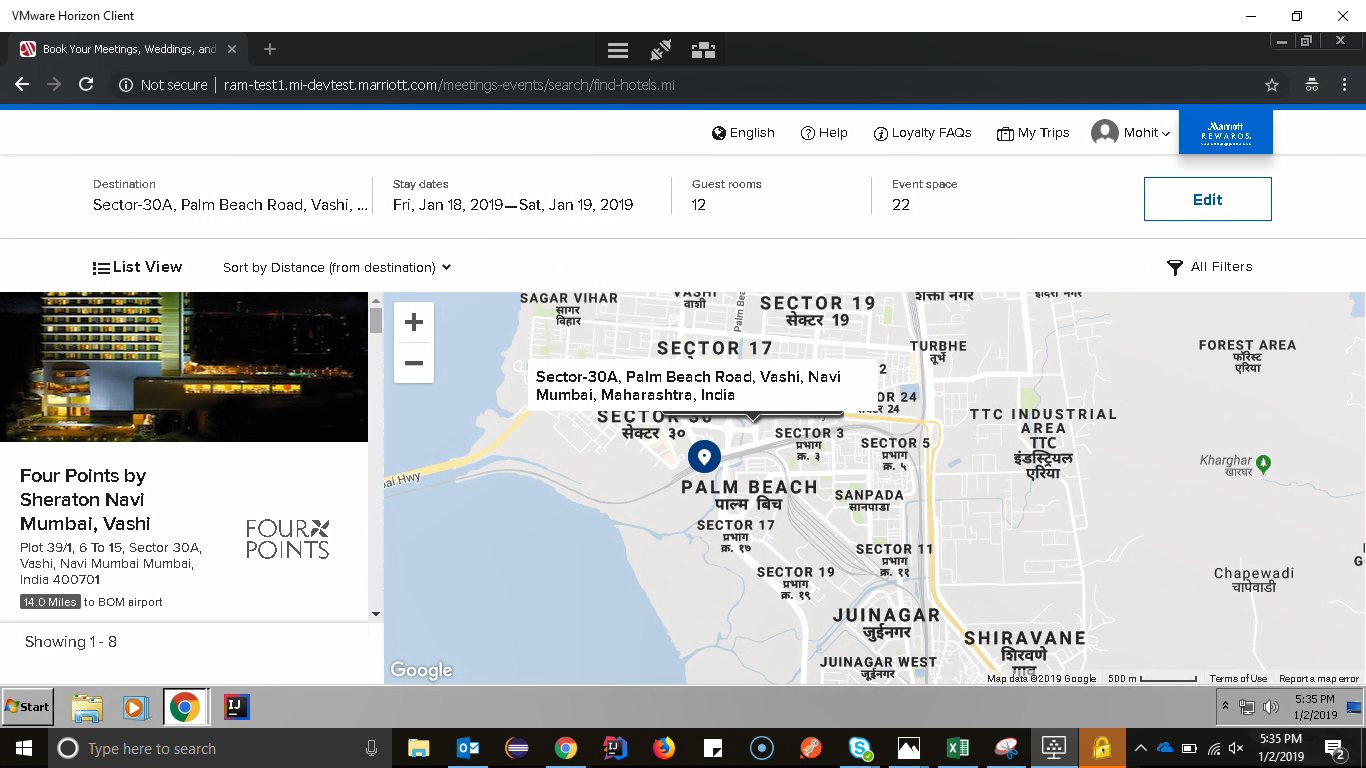 VMware Horizon Client
Book Your Meetings, Weddings, and
Not secure | ram-test1.mi-devtest.marriott.com/meetings-events/search/find-hotels.mi
English Help Loyalty FAQs My Trips Mohit
Marriott
REWARDS.
Destination Stay dates Guest rooms Event space
Sector-30A, Palm Beach Road, Vashi, ... Fri, Jan 18, 2019—Sat, Jan 19, 2019 12 22
Edit
List View Sort by Distance (from destination) All Filters
Four Points by
Sheraton Navi
Mumbai, Vashi
FOUR
POINTS
Plot 39/1, 6 To 15, Sector 30A,
Vashi, Navi Mumbai Mumbai,
India 400701
14.0 Miles to BOM airport
Showing 1 - 8
SAGAR VIHAR
सागर
विहार
VASHI
वाशी
Palm Bea
SECTOR 19
सेक्टर 19
SECTOR 17
TURBHE
तूर्भे
FOREST AREA
फॉरेस्ट
एरिया
Sector-30A, Palm Beach Road, Vashi, Navi
Mumbai, Maharashtra, India
2
OR 24
सेक्टर 24
TTC INDUSTRIAL
AREA
TTC
इंडस्ट्रियल
एरिया
SECTOR 30
सेक्टर ३०
SECTOR 3
प्रभाग
क्र. ३
SECTOR 5
प्रभाग
क्र. ५
Kharghar
खारघर
PALM BEACH
पाल्म बिच
SANPADA
सानपाडा
SECTOR 17
प्रभाग
क्र. १७
SECTOR 11
प्रभाग
क्र. ११
SECTOR 19
प्रभाग
क्र. १९
Chapewadi
चापेवाडी
JUINAGAR
जुईनगर
SHIRAVANE
शिरवणे
गाव
JUINAGAR WEST
जुईनगर
Google
Map data ©2019 Google 500 m Terms of Use Report a map error
Start
5:35 PM
1/2/2019
Type here to search
5:35 PM
1/2/2019
2